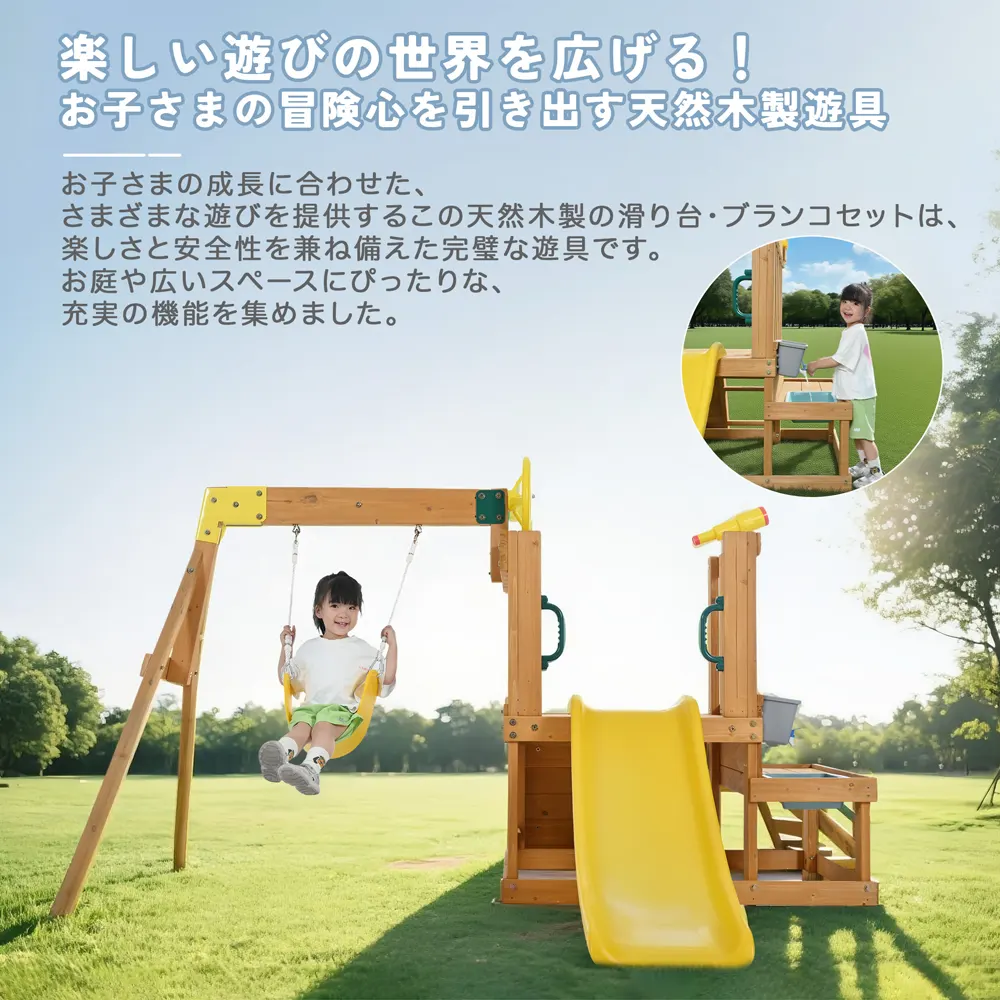 楽しい遊びの世界を広げる！
お子さまの冒険心を引き出す天然木製遊具
お子さまの成長に合わせた、
さまざまな遊びを提供するこの天然木製の滑り台・ブランコセットは、
楽しさと安全性を兼ね備えた完璧な遊具です。
お庭や広いスペースにぴったりな、
充実の機能を集めました。